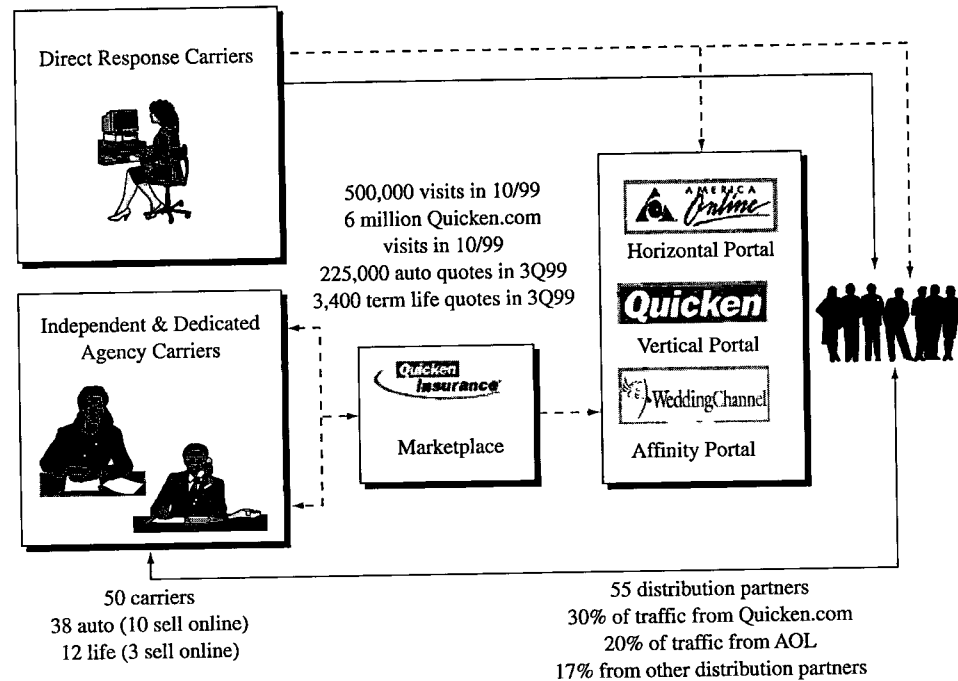 Direct Response Carriers
500,000 visits in 10/99
6 million Quicken.com
visits in 10/99
225,000 auto quotes in 3Q99
3,400 term life quotes in 3Q99
AMERICA
Online
Horizontal Portal
Quicken
Vertical Portal
WeddingChannel
Affinity Portal
Independent & Dedicated
Agency Carriers
Quicken
Insurance
Marketplace
50 carriers
38 auto (10 sell online)
12 life (3 sell online)
55 distribution partners
30% of traffic from Quicken.com
20% of traffic from AOL
17% from other distribution partners